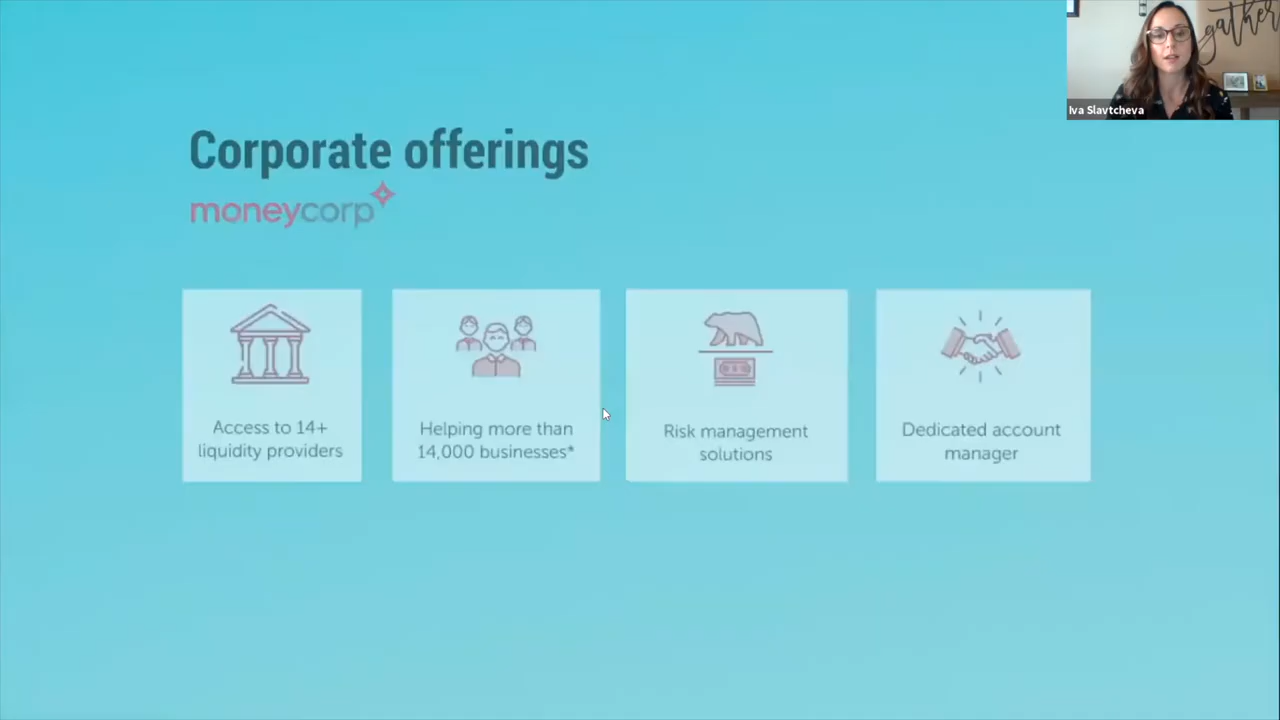 Corporate offerings
moneycorp
Access to 14+
liquidity providers
Helping more than
14,000 businesses*
Risk management
solutions
Dedicated account
manager
gather
Iva Slavtcheva